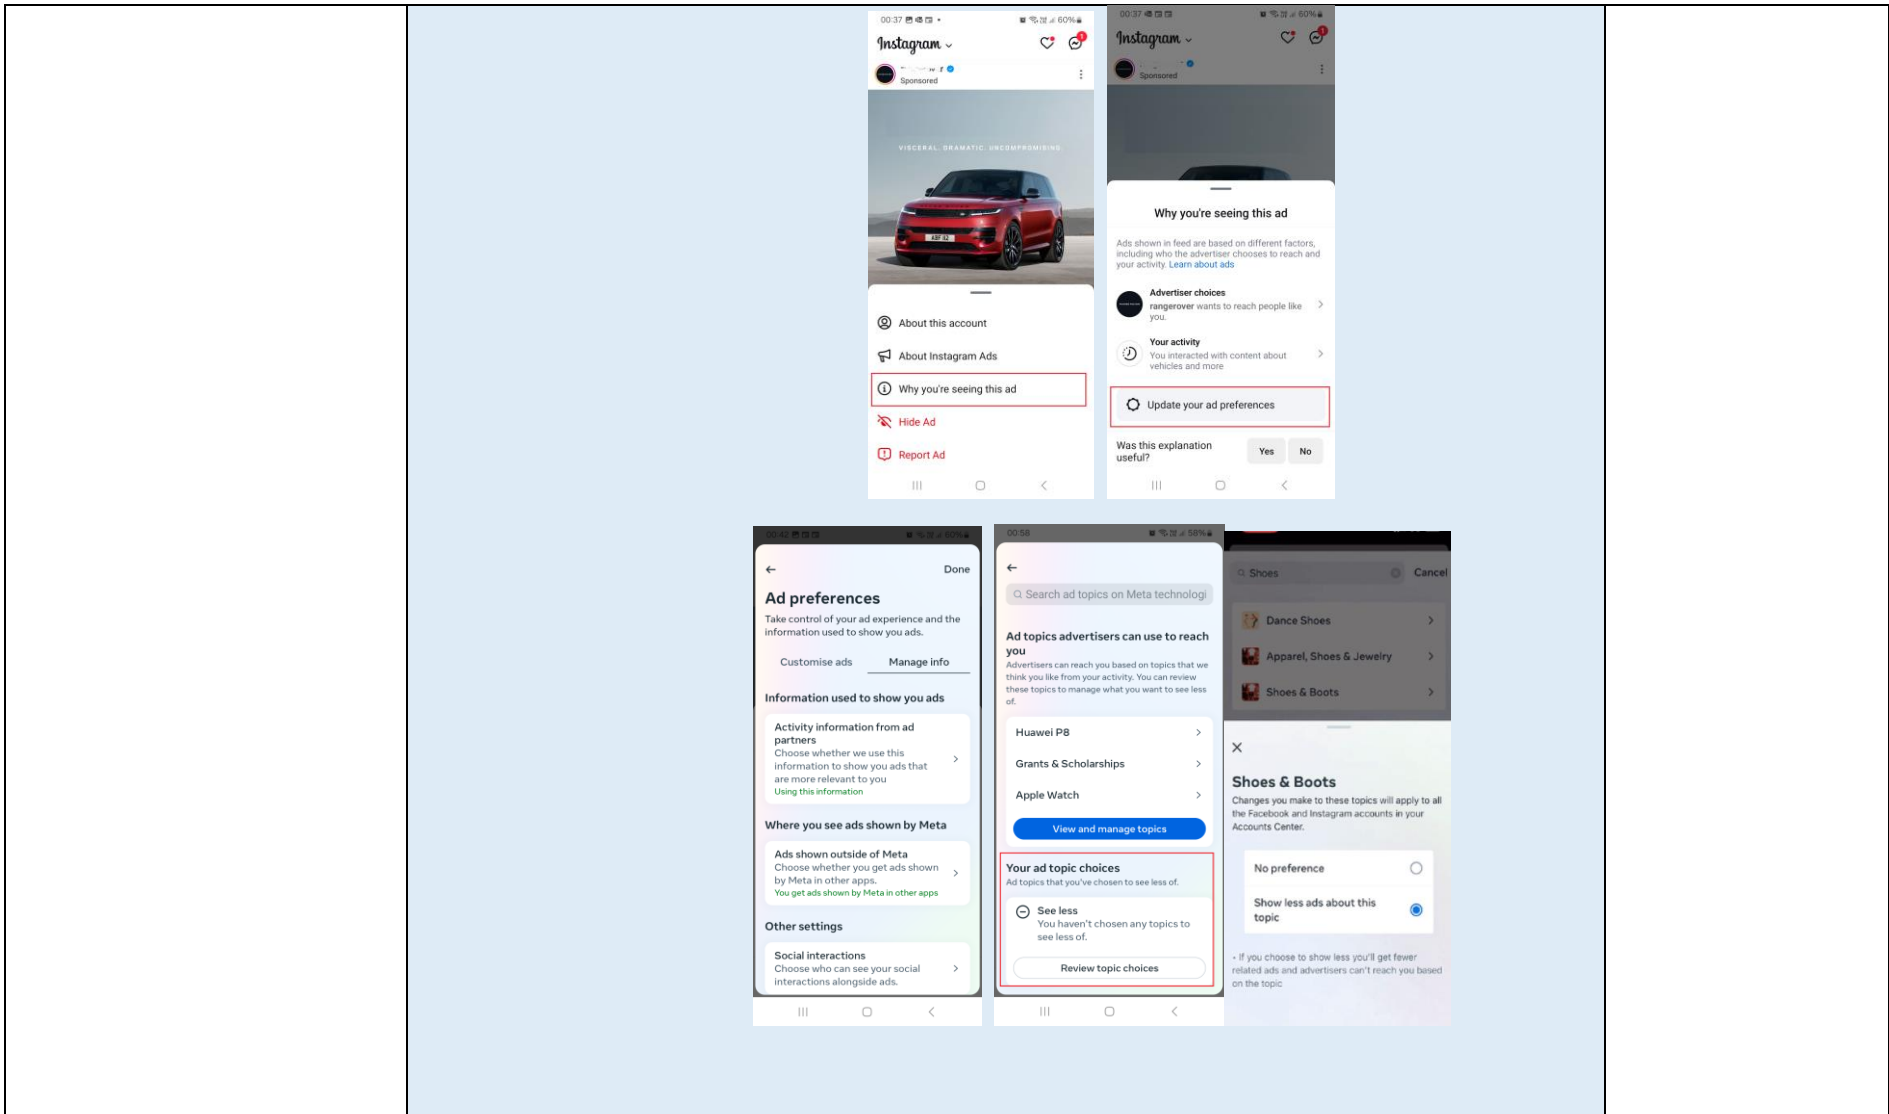 00:37
60%
Instagram
1
Sponsored
VISCERAL. DRAMATIC. UNCOMPROMISING.
About this account
About Instagram Ads
Why you're seeing this ad
Hide Ad
Report Ad
00:37
60%
Instagram
1
Sponsored
Why you're seeing this ad
Ads shown in feed are based on different factors,
including who the advertiser chooses to reach and
your activity. Learn about ads
Advertiser choices
rangerover wants to reach people like
you.
Your activity
You interacted with content about
vehicles and more
Update your ad preferences
Was this explanation
useful?
Yes
No
00:42
60%
Done
Ad preferences
Take control of your ad experience and the
information used to show you ads.
Customise ads
Manage info
Information used to show you ads
Activity information from ad
partners
Choose whether we use this
information to show you ads that
are more relevant to you
Using this information
Where you see ads shown by Meta
Ads shown outside of Meta
Choose whether you get ads shown
by Meta in other apps.
You get ads shown by Meta in other apps
Other settings
Social interactions
Choose who can see your social
interactions alongside ads.
00:58
58%
Search ad topics on Meta technologi
Ad topics advertisers can use to reach
you
Advertisers can reach you based on topics that we
think you like from your activity. You can review
these topics to manage what you want to see less
of.
Huawei P8
Grants & Scholarships
Apple Watch
View and manage topics
Your ad topic choices
Ad topics that you've chosen to see less of.
See less
You haven't chosen any topics to
see less of.
Review topic choices
Shoes
Cancel
Dance Shoes
Apparel, Shoes & Jewelry
Shoes & Boots
Shoes & Boots
Changes you make to these topics will apply to all
the Facebook and Instagram accounts in your
Accounts Center.
No preference
Show less ads about this
topic
• If you choose to show less you'll get fewer
related ads and advertisers can't reach you based
on the topic